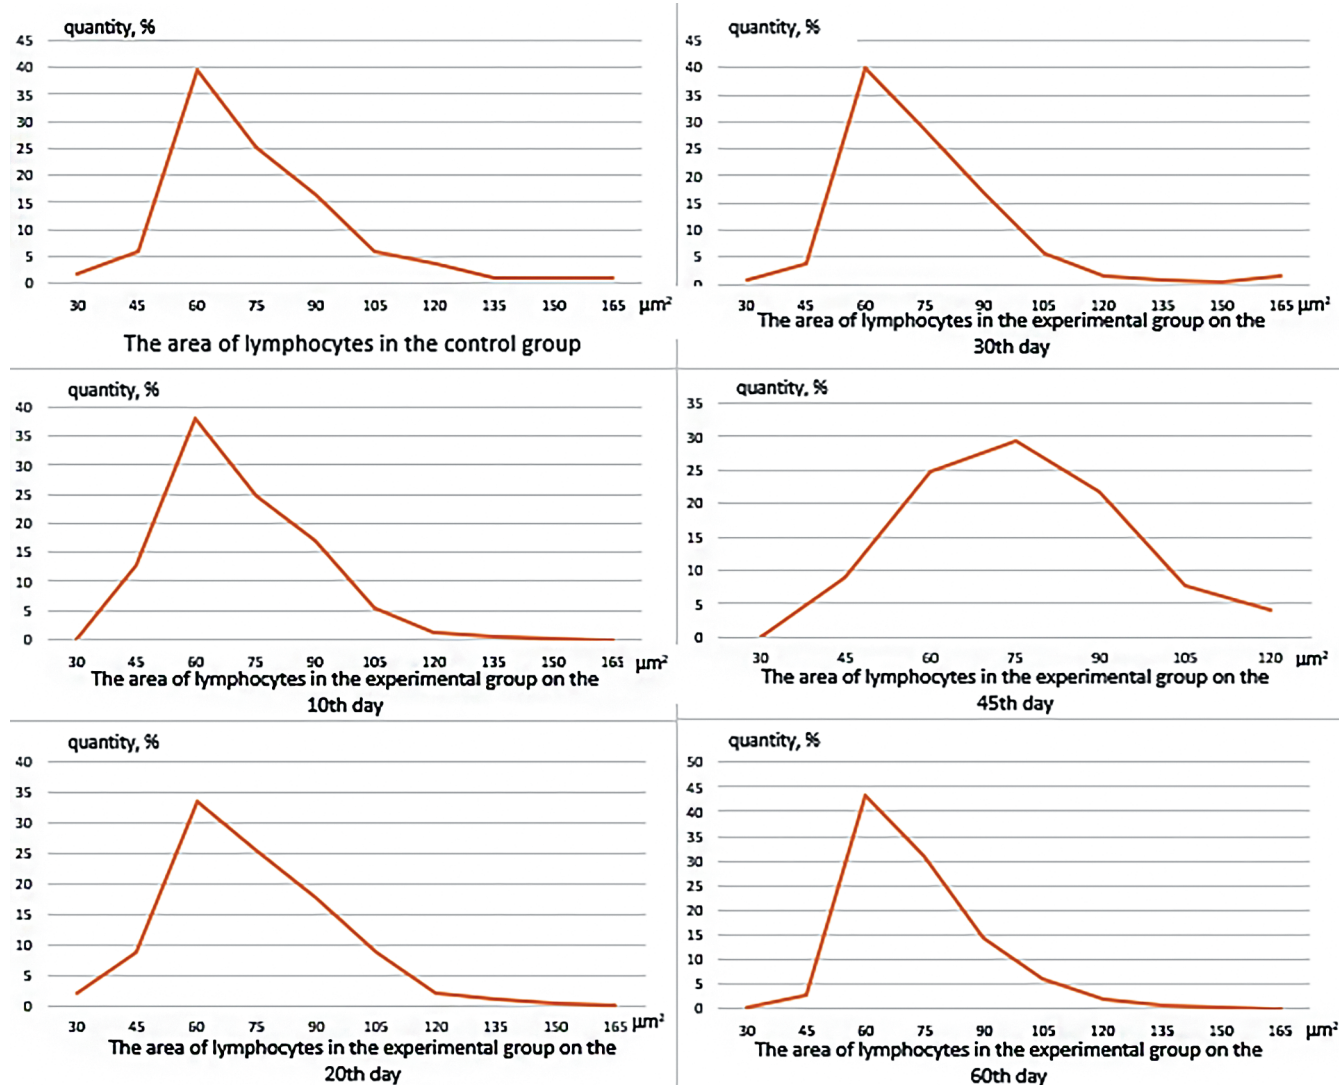 quantity, %
45
40
35
30
25
20
15
10
5
0
30 45 60 75 90 105 120 135 150 165 µm²
The area of lymphocytes in the control group
quantity, %
45
40
35
30
25
20
15
10
5
0
30 45 60 75 90 105 120 135 150 165 µm²
The area of lymphocytes in the experimental group on the
30th day
quantity, %
40
35
30
25
20
15
10
5
0
30 45 60 75 90 105 120 135 150 165 µm²
The area of lymphocytes in the experimental group on the
10th day
quantity, %
35
30
25
20
15
10
5
0
30 45 60 75 90 105 120 µm²
The area of lymphocytes in the experimental group on the
45th day
quantity, %
40
35
30
25
20
15
10
5
0
30 45 60 75 90 105 120 135 150 165 µm²
The area of lymphocytes in the experimental group on the
20th day
quantity, %
50
45
40
35
30
25
20
15
10
5
0
30 45 60 75 90 105 120 135 150 165 µm²
The area of lymphocytes in the experimental group on the
60th day